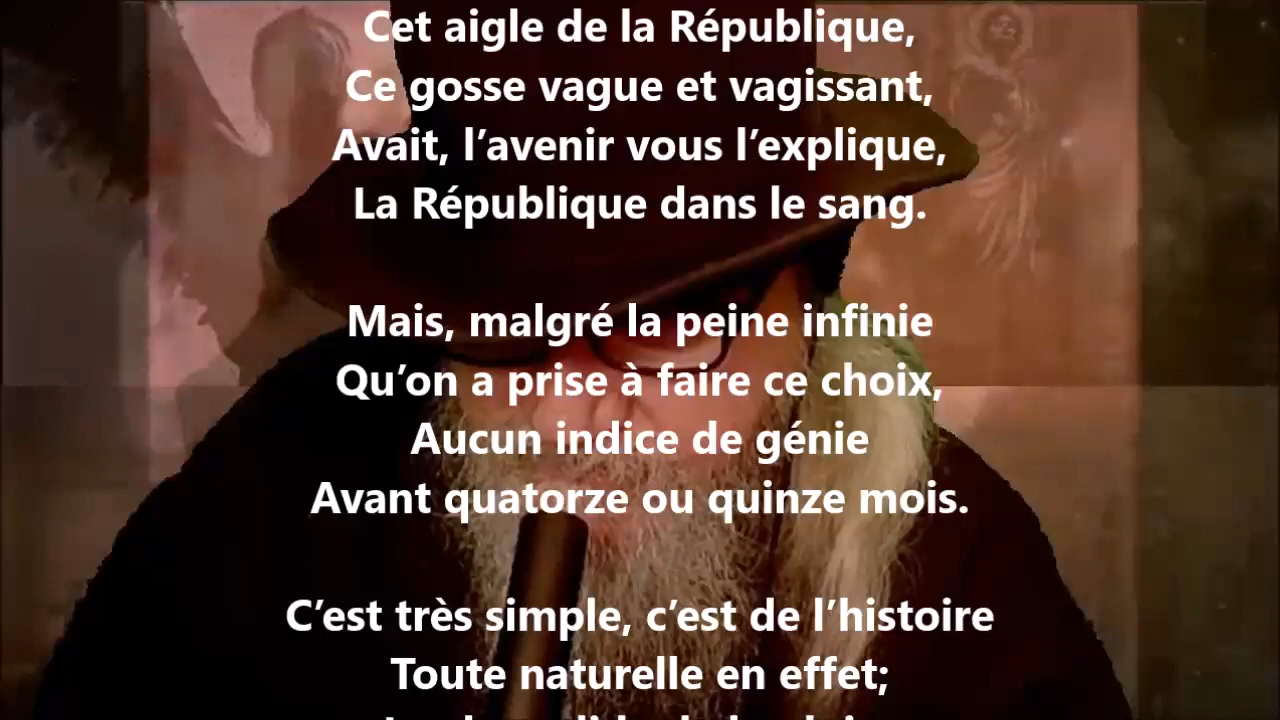 Cet aigle de la République,
Ce gosse vague et vagissant,
Avait, l’avenir vous l’explique,
La République dans le sang.
Mais, malgré la peine infinie
Qu’on a prise à faire ce choix,
Aucun indice de génie
Avant quatorze ou quinze mois.
C’est très simple, c’est de l’histoire
Toute naturelle en effet;